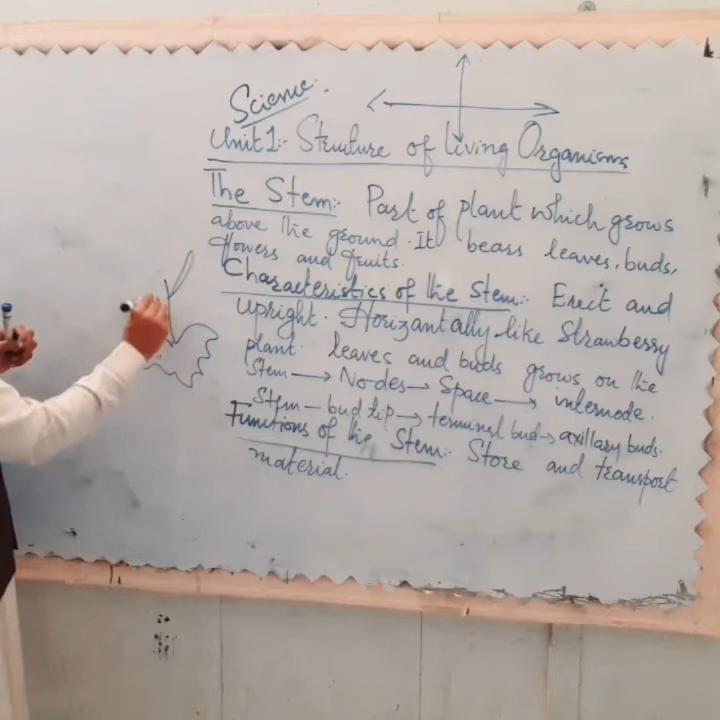 Science:
Unit 1:- Structure of living Organisms
The Stem:- Part of plant which grows
above the ground. It bears leaves, buds,
flowers and fruits.
Characteristics of the Stem:- Erect and
upright. Horizantally like Strawberry
plant. leaves and buds grows on the
Stem → Nodes → Space → internode.
Stem - bud tip → terminal bud → axillary buds.
Functions of the Stem:- Store and transport
material.